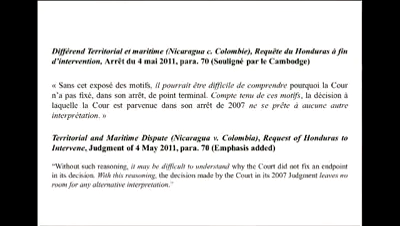 Différend Territorial et maritime (Nicaragua c. Colombie), Requête du Honduras à fin
d'intervention, Arrêt du 4 mai 2011, para. 70 (Souligné par le Cambodge)
« Sans cet exposé des motifs, il pourrait être difficile de comprendre pourquoi la Cour
n'a pas fixé, dans son arrêt, de point terminal. Compte tenu de ces motifs, la décision à
laquelle la Cour est parvenue dans son arrêt de 2007 ne se prête à aucune autre
interprétation. »
Territorial and Maritime Dispute (Nicaragua v. Colombia), Request of Honduras to
Intervene, Judgment of 4 May 2011, para. 70 (Emphasis added)
"Without such reasoning, it may be difficult to understand why the Court did not fix an endpoint
in its decision. With this reasoning, the decision made by the Court in its 2007 Judgment leaves no
room for any alternative interpretation."